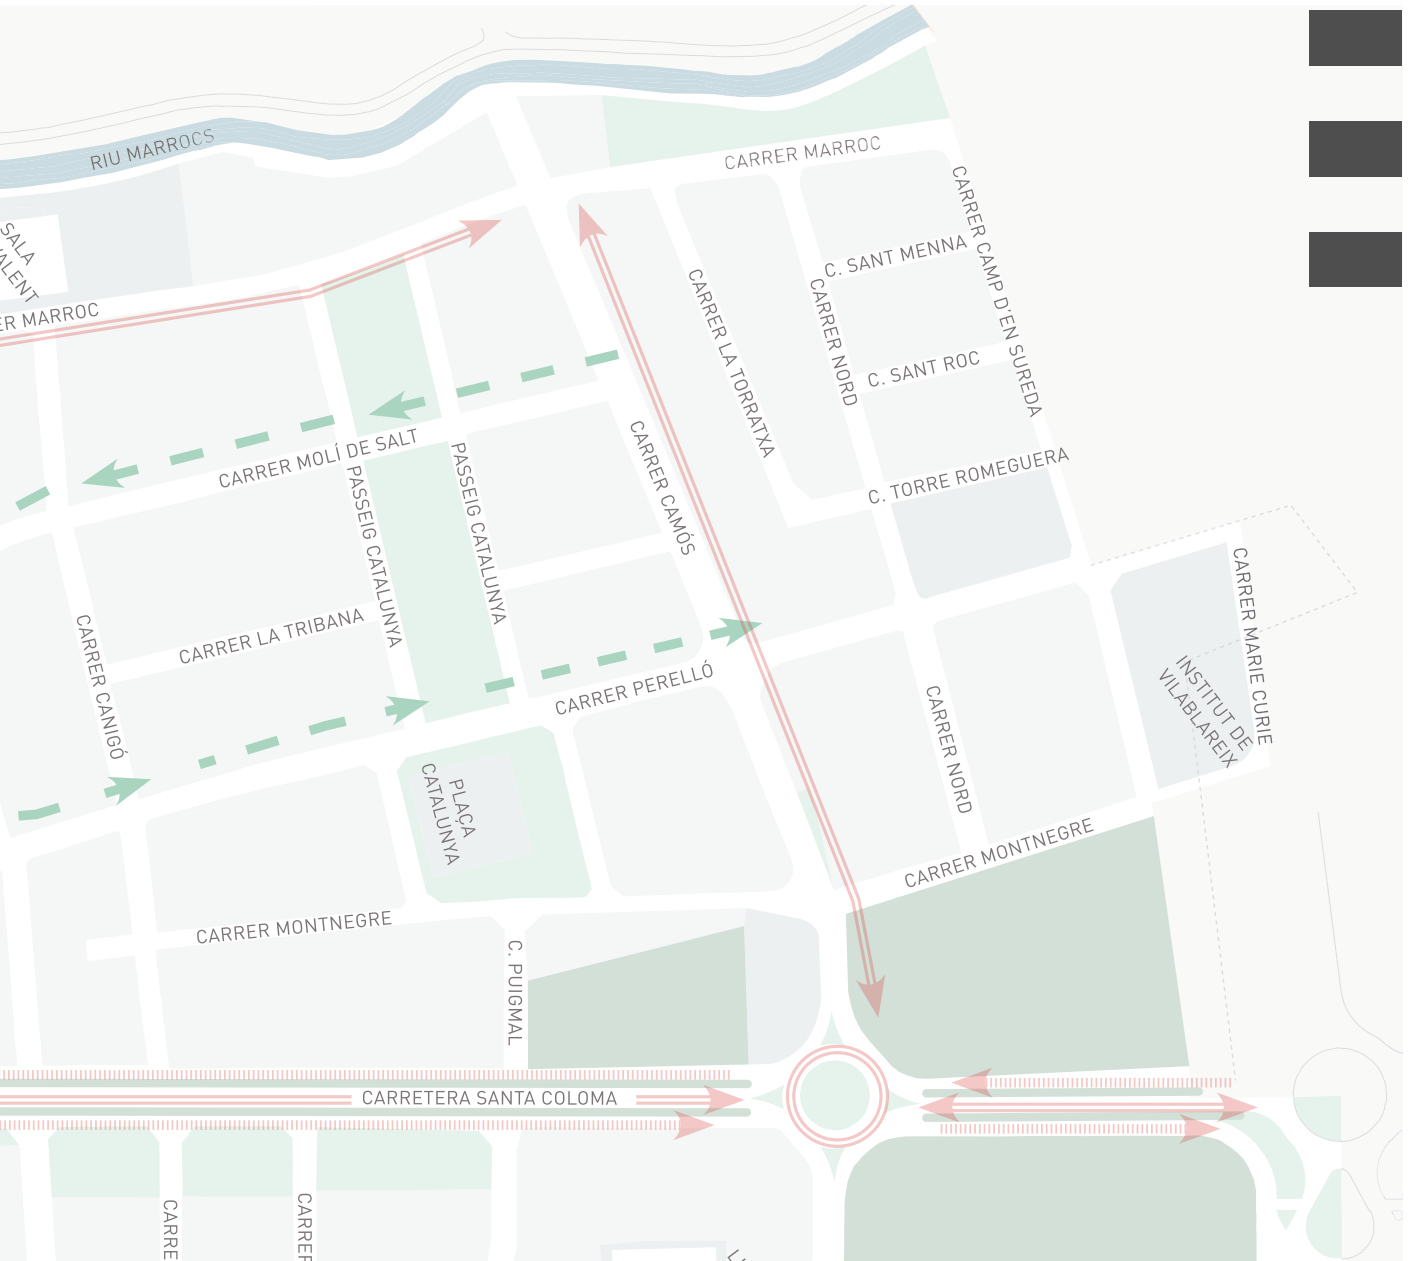 RIU MARROCS
CARRER MARROC
CARRER CAMP D'EN SUREDA
SALA
ER MARROC
C. SANT MENNA
CARRER LA TORRATXA
CARRER NORD
C. SANT ROC
CARRER MOLÍ DE SALT
PASSEIG CATALUNYA
PASSEIG CATALUNYA
CARRER CAMÓS
C. TORRE ROMEGUERA
CARRER CANIGÓ
CARRER LA TRIBANA
CARRER PERELLÓ
CARRER MARIE CURIE
INSTITUT DE
VILABLAREIX
CARRER NORD
PLAÇA
CATALUNYA
CARRER MONTNEGRE
CARRER MONTNEGRE
C. PUIGMAL
CARRETERA SANTA COLOMA
CARRE
CARRER